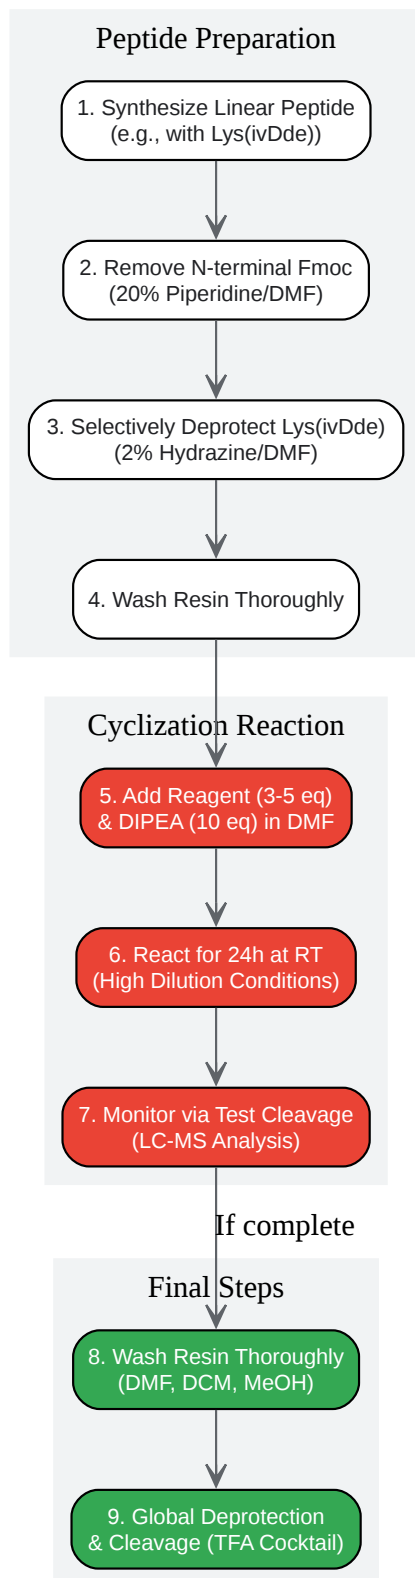 Peptide Preparation
1. Synthesize Linear Peptide
(e.g., with Lys(ivDde))
2. Remove N-terminal Fmoc
(20% Piperidine/DMF)
3. Selectively Deprotect Lys(ivDde)
(2% Hydrazine/DMF)
4. Wash Resin Thoroughly
Cyclization Reaction
5. Add Reagent (3-5 eq)
& DIPEA (10 eq) in DMF
6. React for 24h at RT
(High Dilution Conditions)
7. Monitor via Test Cleavage
(LC-MS Analysis)
If complete
Final Steps
8. Wash Resin Thoroughly
(DMF, DCM, MeOH)
9. Global Deprotection
& Cleavage (TFA Cocktail)